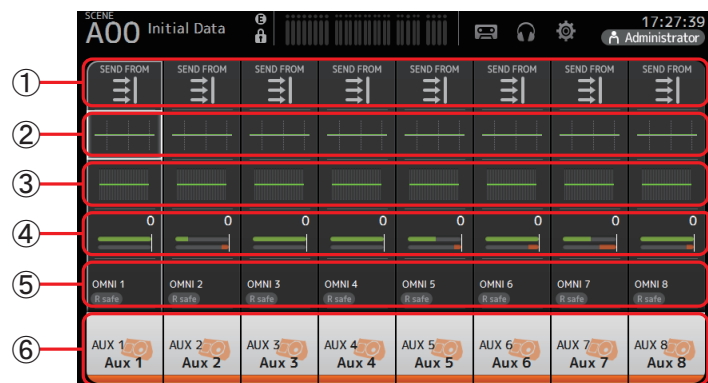 SCENE
A00 Initial Data
E
17:27:39
Administrator
① SEND FROM SEND FROM SEND FROM SEND FROM SEND FROM SEND FROM SEND FROM SEND FROM
②
③
④ 0 0 0 0 0 0 0 0
⑤ OMNI 1 OMNI 2 OMNI 3 OMNI 4 OMNI 5 OMNI 6 OMNI 7 OMNI 8
R safe R safe R safe R safe R safe R safe R safe R safe
⑥ AUX 1 AUX 2 AUX 3 AUX 4 AUX 5 AUX 6 AUX 7 AUX 8
Aux 1 Aux 2 Aux 3 Aux 4 Aux 5 Aux 6 Aux 7 Aux 8